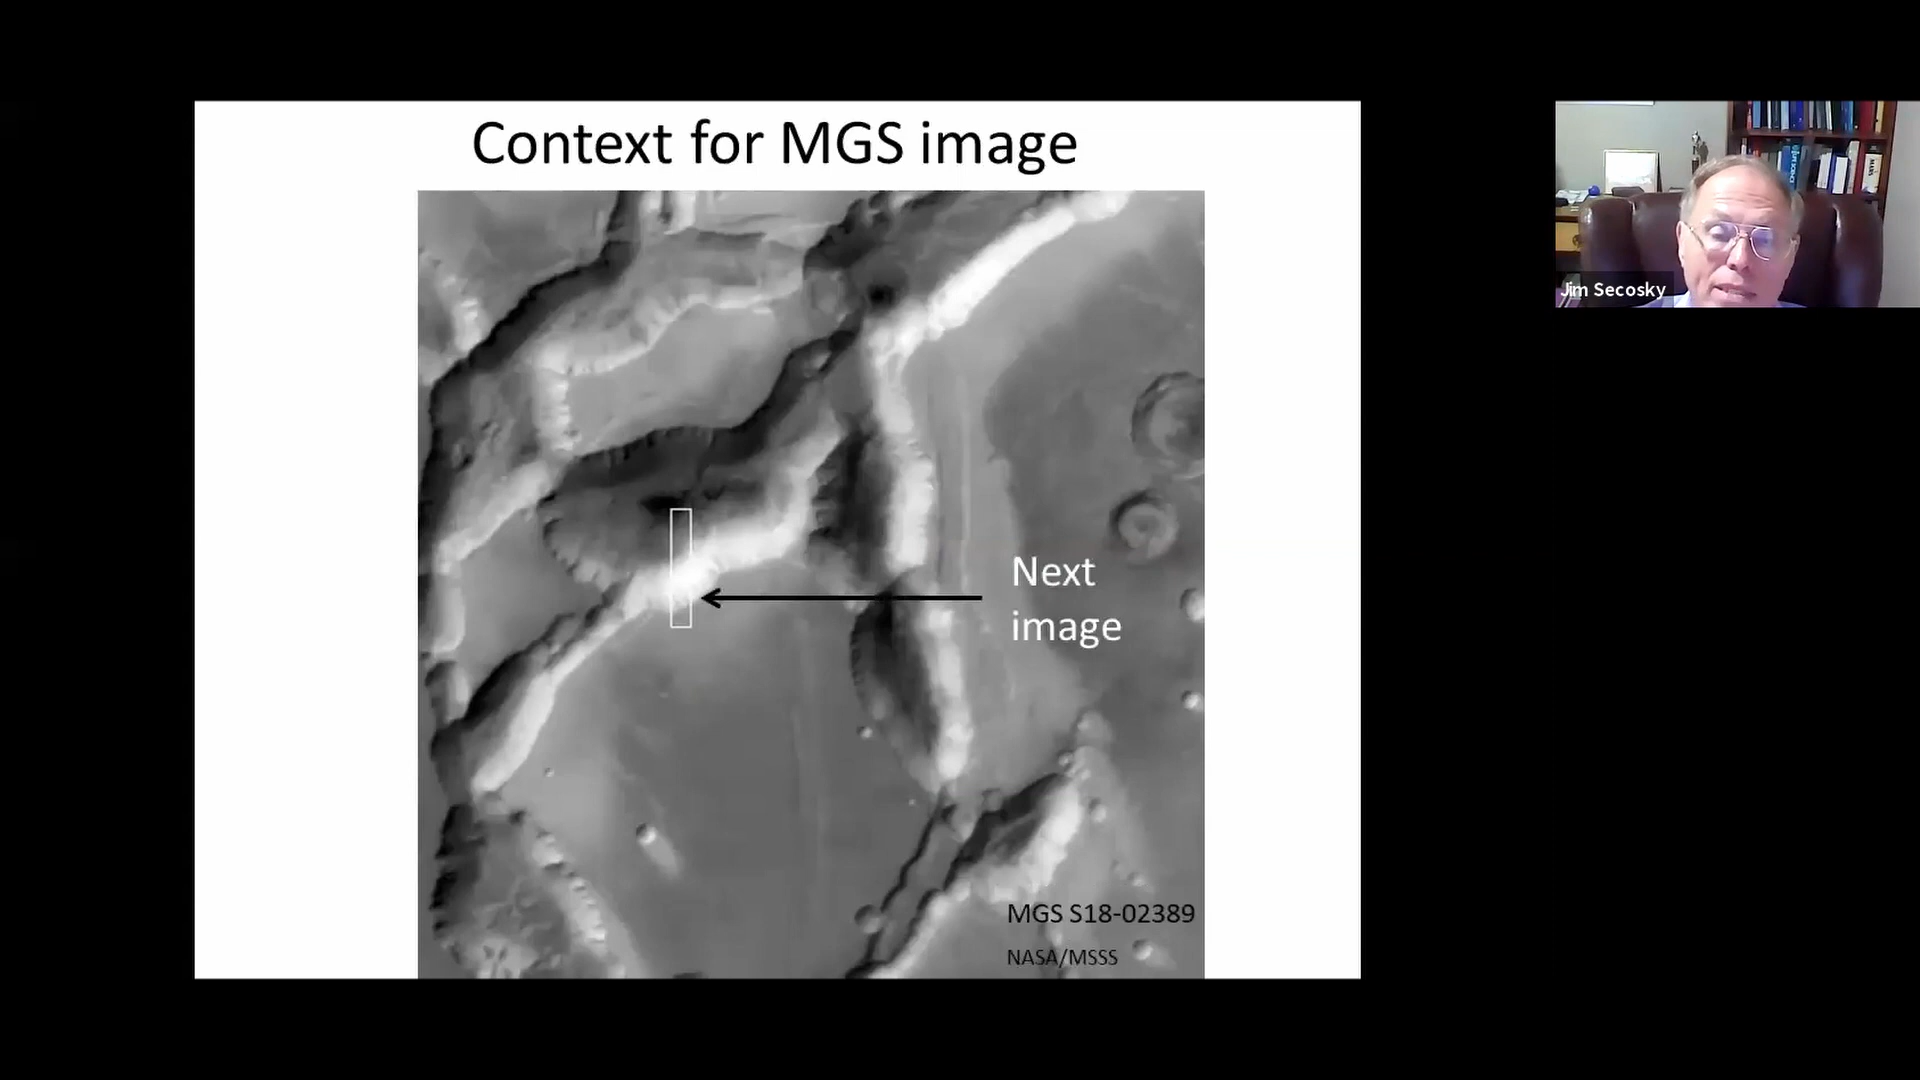 Context for MGS image
Next
image
MGS S18-02389
NASA/MSSS
Jim Secosky